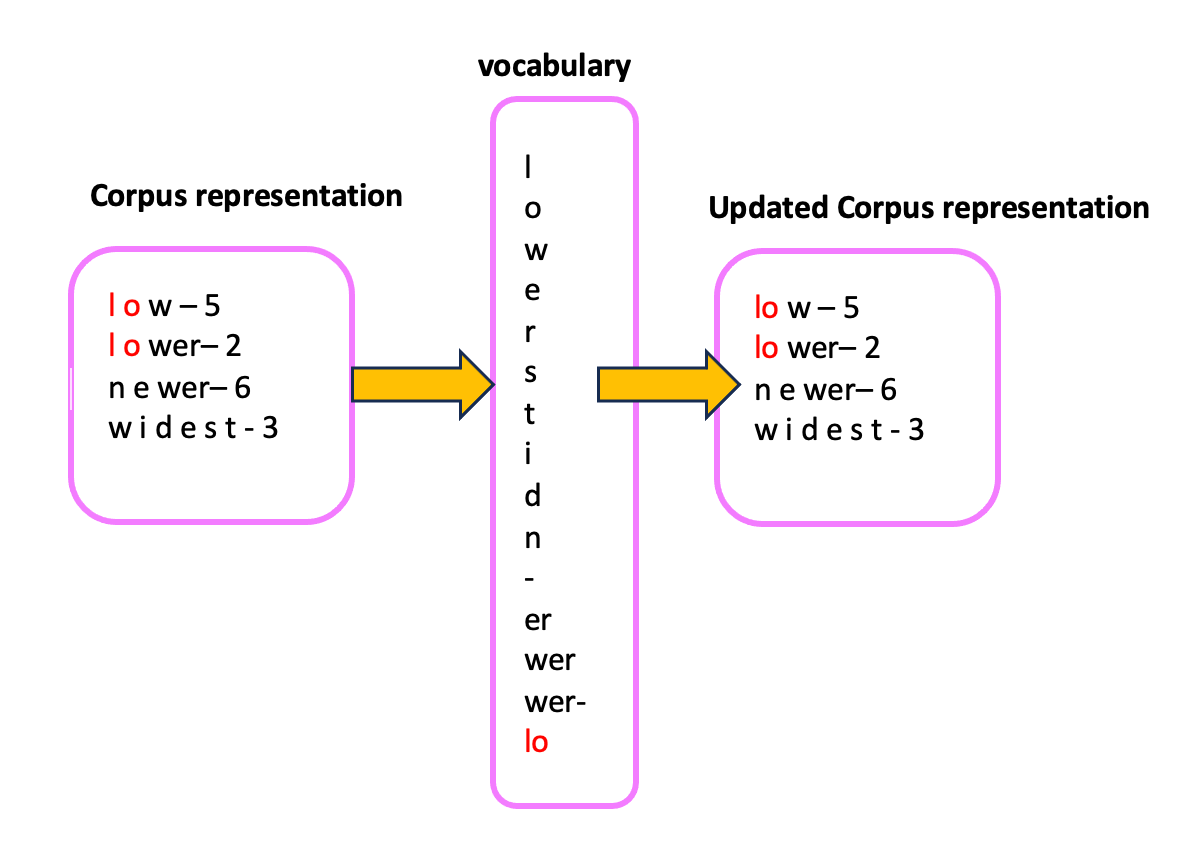 vocabulary
Corpus representation
l o w – 5
l o wer– 2
n e wer– 6
w i d e s t - 3
l
o
w
e
r
s
t
i
d
n
-
er
wer
wer-
lo
Updated Corpus representation
lo w – 5
lo wer– 2
n e wer– 6
w i d e s t - 3